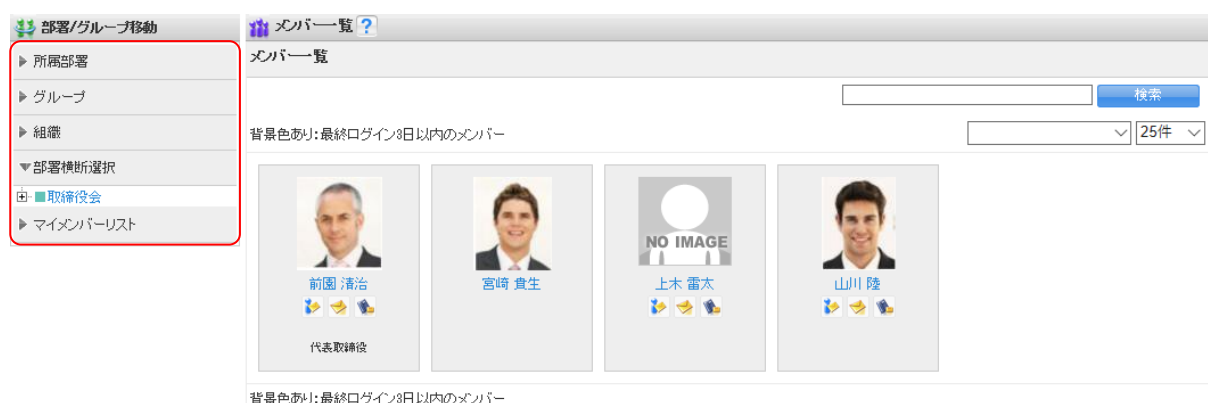 部署/グループ移動
所属部署
グループ
組織
部署横断選択
取締役会
マイメンバーリスト
メンバー一覧 ?
メンバー一覧
検索
背景色あり:最終ログイン3日以内のメンバー
25件
前園 清治
代表取締役
宮崎 貴生
NO IMAGE
上木 雷太
山川 陸
背景色あり:最終ログイン3日以内のメンバー